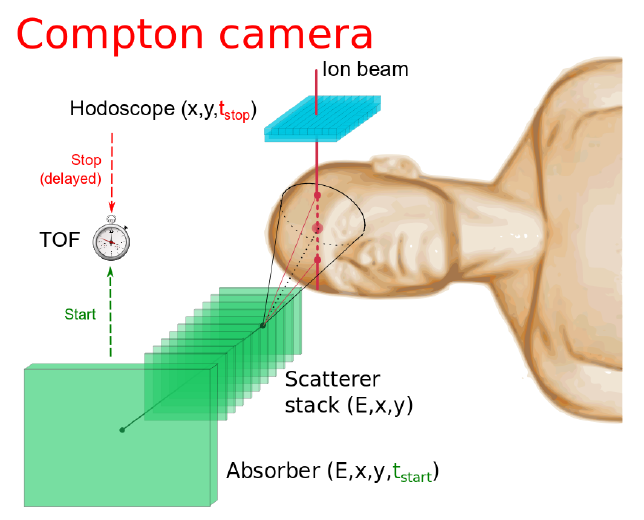 Compton camera
Ion beam
Hodoscope (x,y,tstop)
Stop
(delayed)
TOF
Start
Scatterer
stack (E,x,y)
Absorber (E,x,y,tstart)